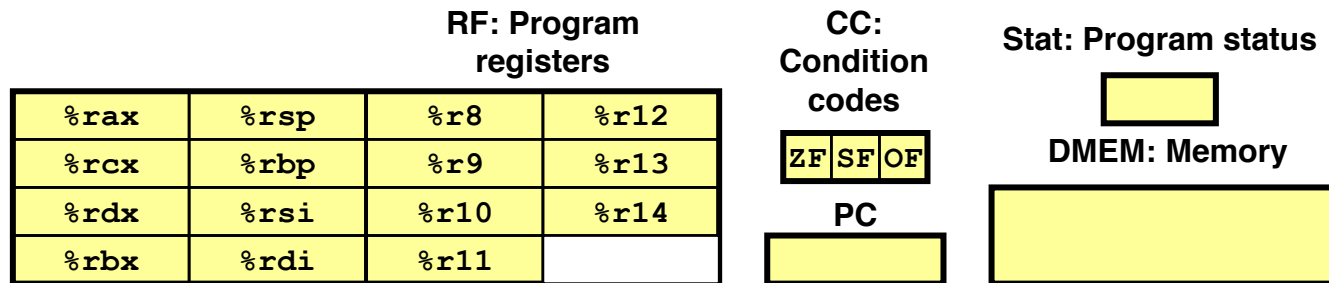 RF: Program
registers
%rax %rsp %r8 %r12
%rcx %rbp %r9 %r13
%rdx %rsi %r10 %r14
%rbx %rdi %r11
CC:
Condition
codes
ZF SF OF
PC
Stat: Program status
DMEM: Memory